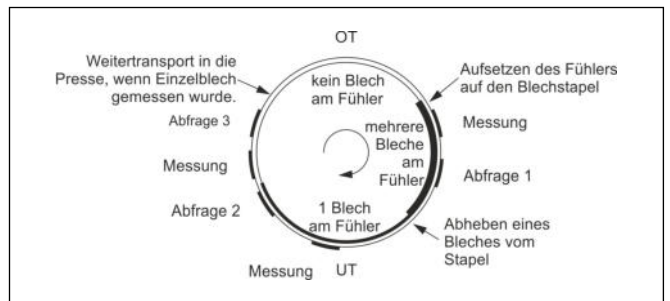 OT
Weitertransport in die
Presse, wenn Einzelblech
gemessen wurde.
kein Blech
am Fühler
Aufsetzen des Fühlers
auf den Blechstapel
Abfrage 3
mehrere
Bleche
am
Fühler
Messung
Messung
Abfrage 1
Abfrage 2
1 Blech
am Fühler
Abheben eines
Bleches vom
Stapel
Messung
UT